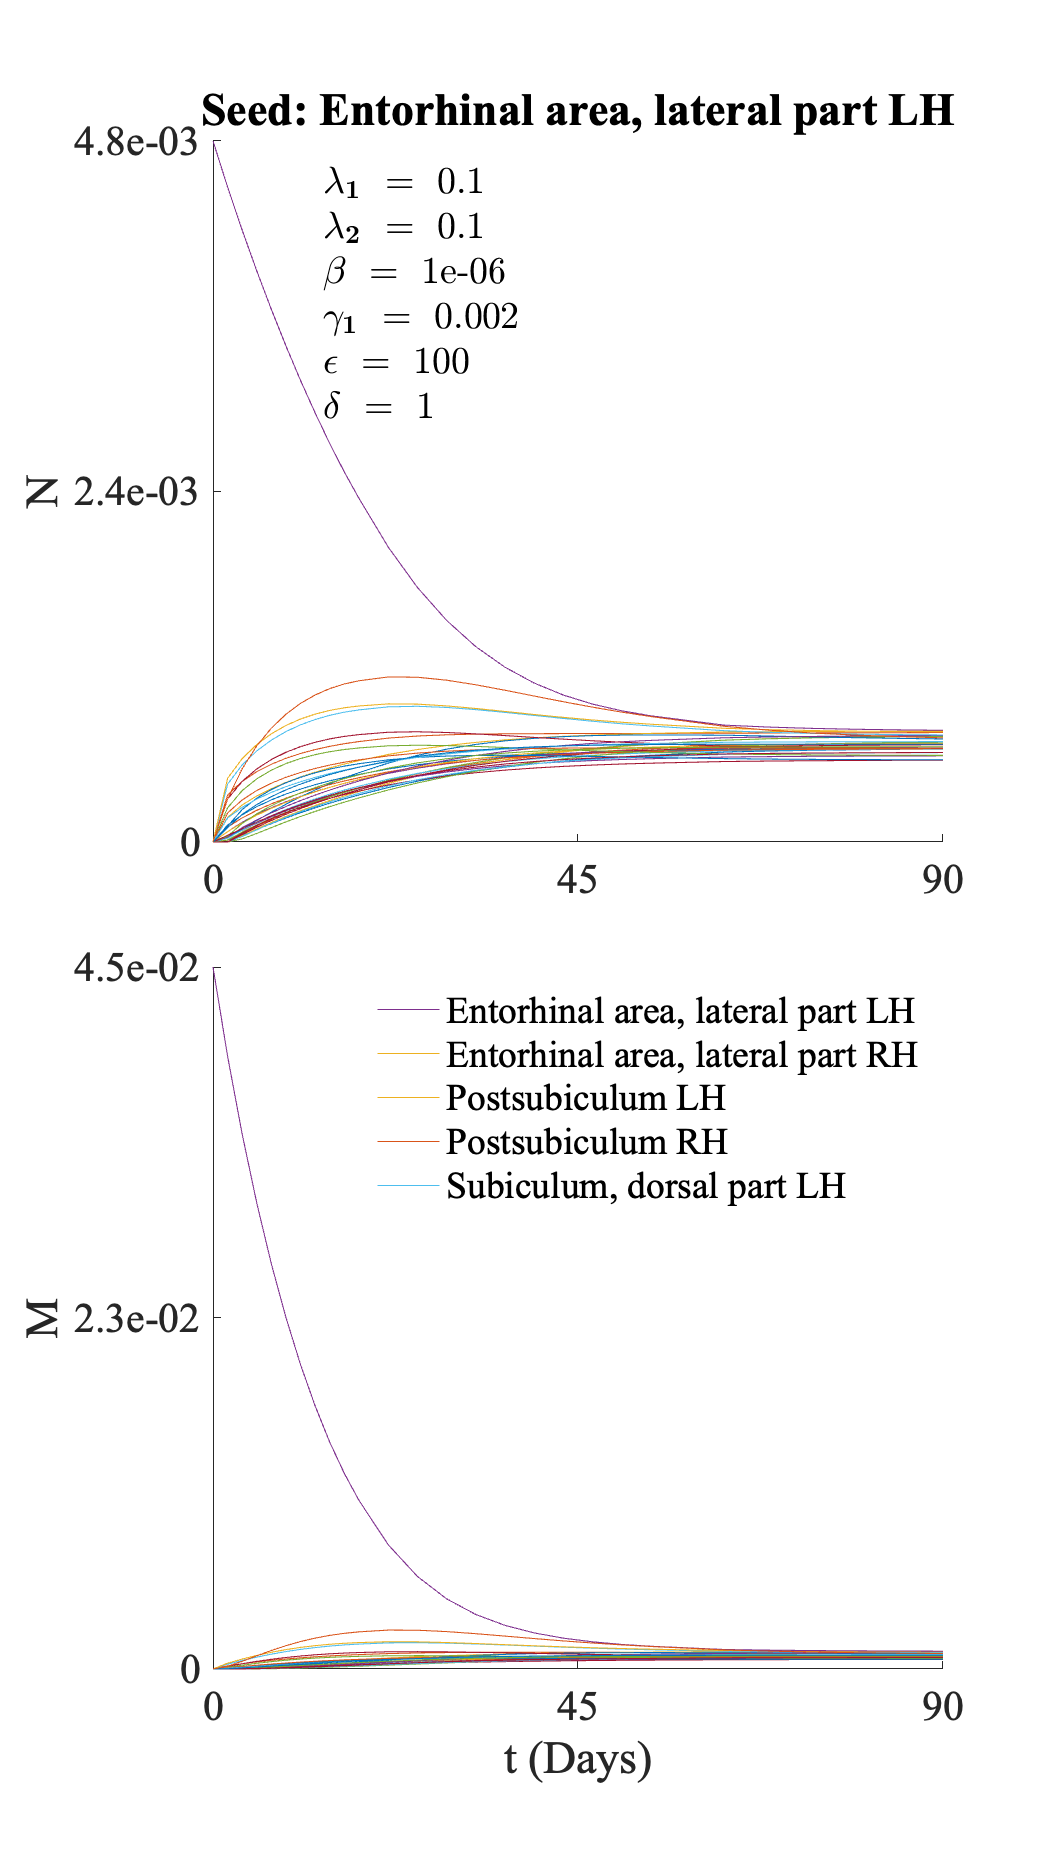 Seed: Entorhinal area, lateral part LH
4.8e-03
λ₁ = 0.1
λ₂ = 0.1
β = 1e-06
γ₁ = 0.002
ϵ = 100
δ = 1
N
2.4e-03
0
0 45 90
4.5e-02
Entorhinal area, lateral part LH
Entorhinal area, lateral part RH
Postsubiculum LH
Postsubiculum RH
Subiculum, dorsal part LH
M
2.3e-02
0
0 45 90
t (Days)